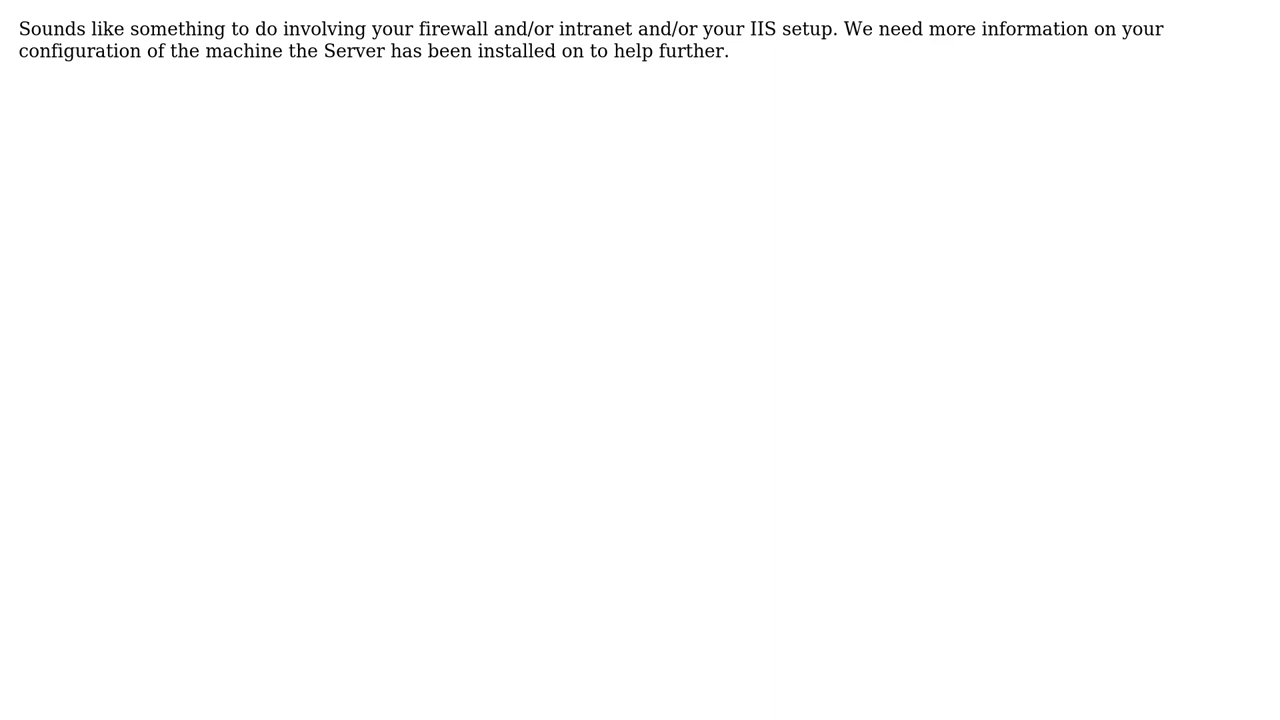 Sounds like something to do involving your firewall and/or intranet and/or your IIS setup. We need more information on your
configuration of the machine the Server has been installed on to help further.